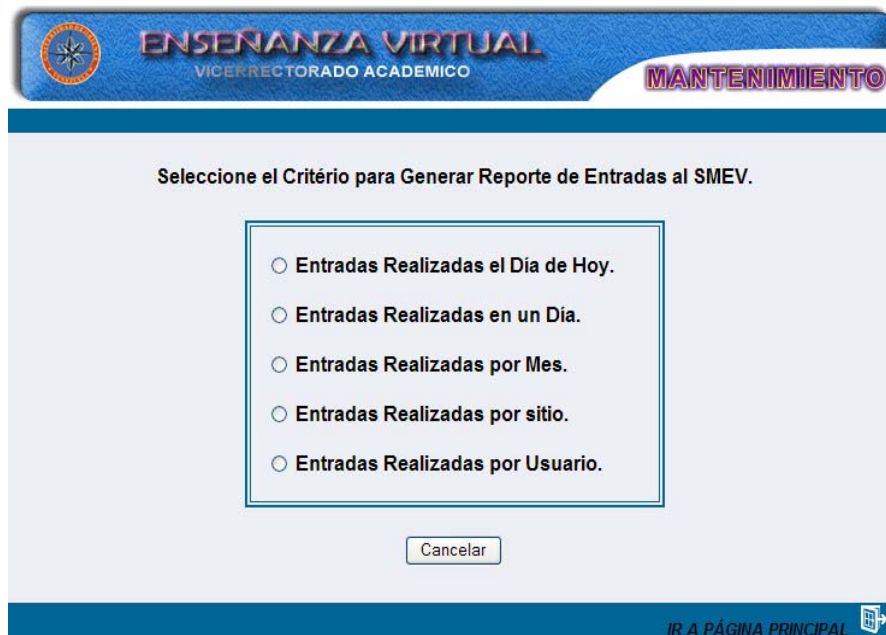 ENSEÑANZA VIRTUAL
VICERRECTORADO ACADEMICO
MANTENIMIENTO
Seleccione el Critério para Generar Reporte de Entradas al SMEV.
Entradas Realizadas el Día de Hoy.
Entradas Realizadas en un Día.
Entradas Realizadas por Mes.
Entradas Realizadas por sitio.
Entradas Realizadas por Usuario.
Cancelar
IR A PÁGINA PRINCIPAL